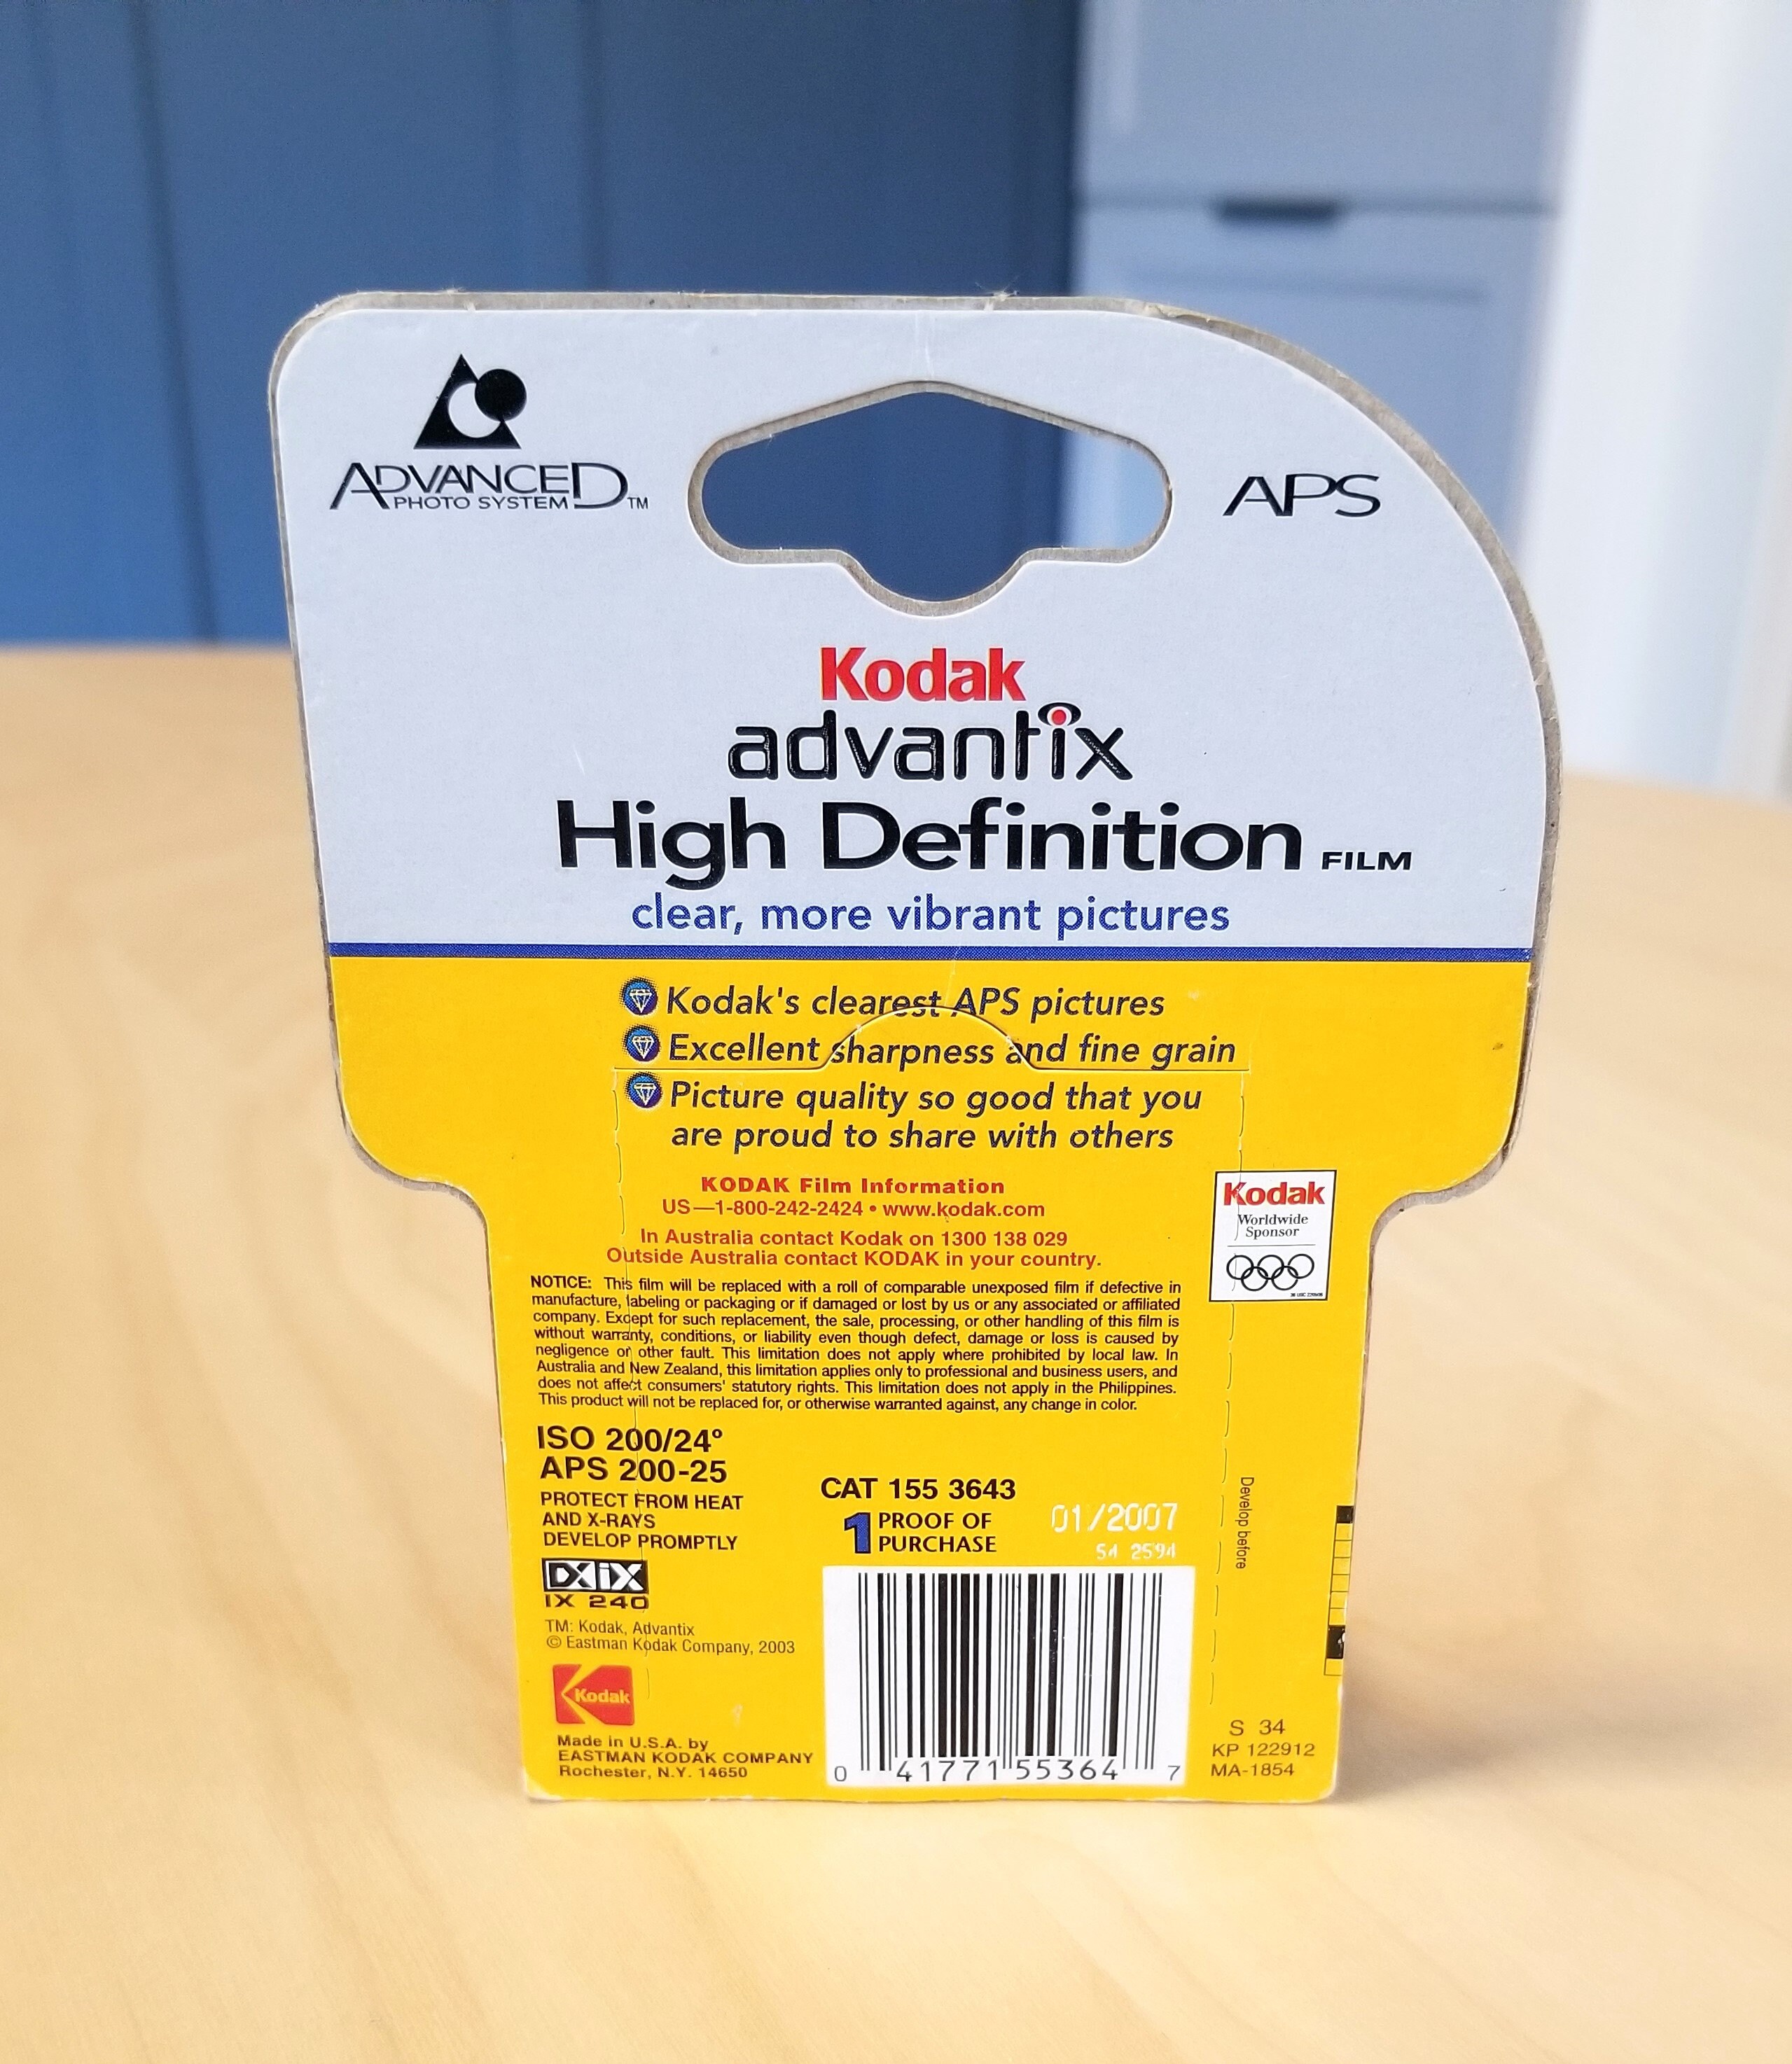 ADVANCED
PHOTO SYSTEM™
APS
Kodak
advantix
High Definition FILM
clear, more vibrant pictures
Kodak's clearest APS pictures
Excellent sharpness and fine grain
Picture quality so good that you
are proud to share with others
KODAK Film Information
US—1-800-242-2424 • www.kodak.com
In Australia contact Kodak on 1300 138 029
Outside Australia contact KODAK in your country.
Kodak
Worldwide
Sponsor
NOTICE: This film will be replaced with a roll of comparable unexposed film if defective in
manufacture, labeling or packaging or if damaged or lost by us or any associated or affiliated
company. Except for such replacement, the sale, processing, or other handling of this film is
without warranty, conditions, or liability even though defect, damage or loss is caused by
negligence or other fault. This limitation does not apply where prohibited by local law. In
Australia and New Zealand, this limitation applies only to professional and business users, and
does not affect consumers' statutory rights. This limitation does not apply in the Philippines.
This product will not be replaced for, or otherwise warranted against, any change in color.
ISO 200/24°
APS 200-25
PROTECT FROM HEAT
AND X-RAYS
DEVELOP PROMPTLY
DX iX
IX 240
TM: Kodak, Advantix
© Eastman Kodak Company, 2003
Kodak
Made in U.S.A. by
EASTMAN KODAK COMPANY
Rochester, N.Y. 14650
CAT 155 3643
1 PROOF OF
PURCHASE
01/2007
54 2594
Develop before
0 41771 55364 7
S 34
KP 122912
MA-1854